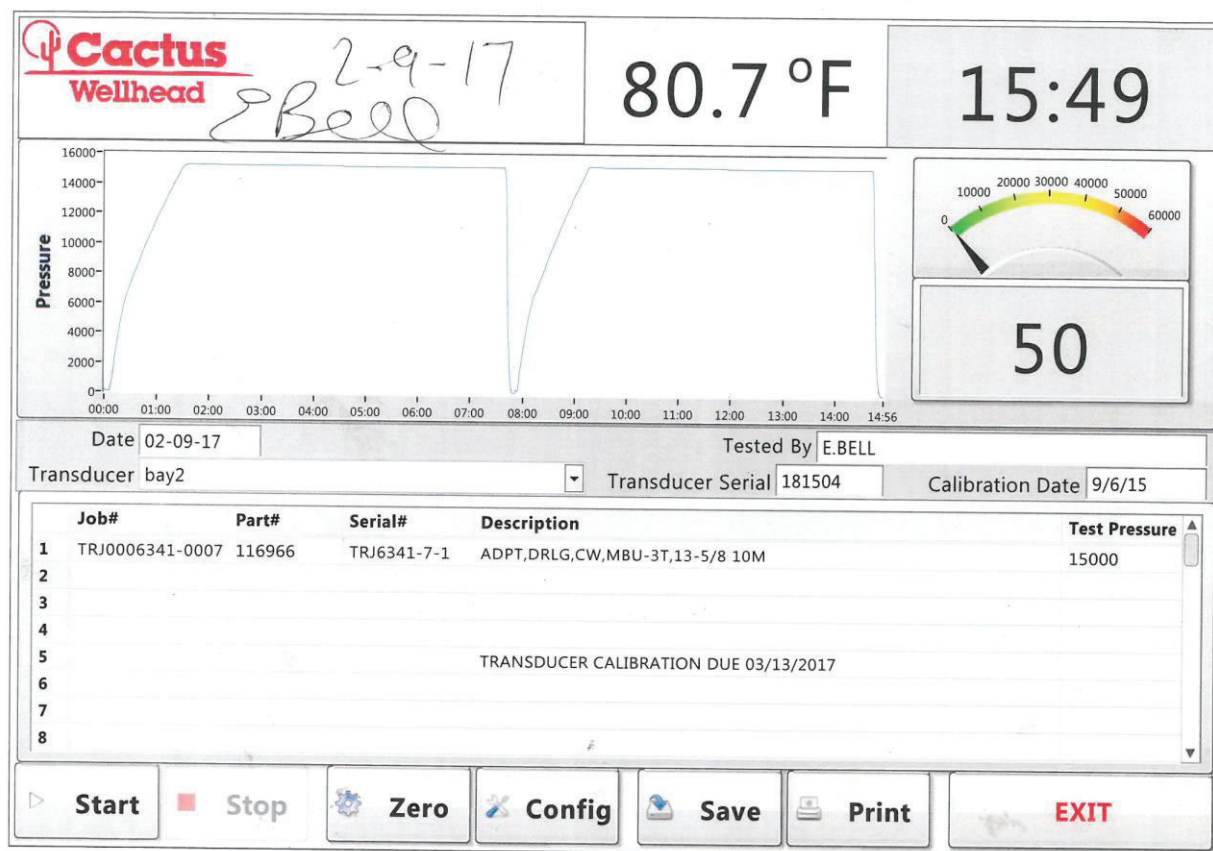 Cactus
Wellhead
2-9-17
EBell
80.7 °F
15:49
Pressure
16000
14000
12000
10000
8000
6000
4000
2000
0
00:00 01:00 02:00 03:00 04:00 05:00 06:00 07:00 08:00 09:00 10:00 11:00 12:00 13:00 14:00 14:56
0 10000 20000 30000 40000 50000 60000
50
Date 02-09-17
Tested By E.BELL
Transducer bay2
Transducer Serial 181504
Calibration Date 9/6/15
Job# Part# Serial# Description Test Pressure
1 TRJ0006341-0007 116966 TRJ6341-7-1 ADPT,DRLG,CW,MBU-3T,13-5/8 10M 15000
2
3
4
5 TRANSDUCER CALIBRATION DUE 03/13/2017
6
7
8
Start Stop Zero Config Save Print EXIT